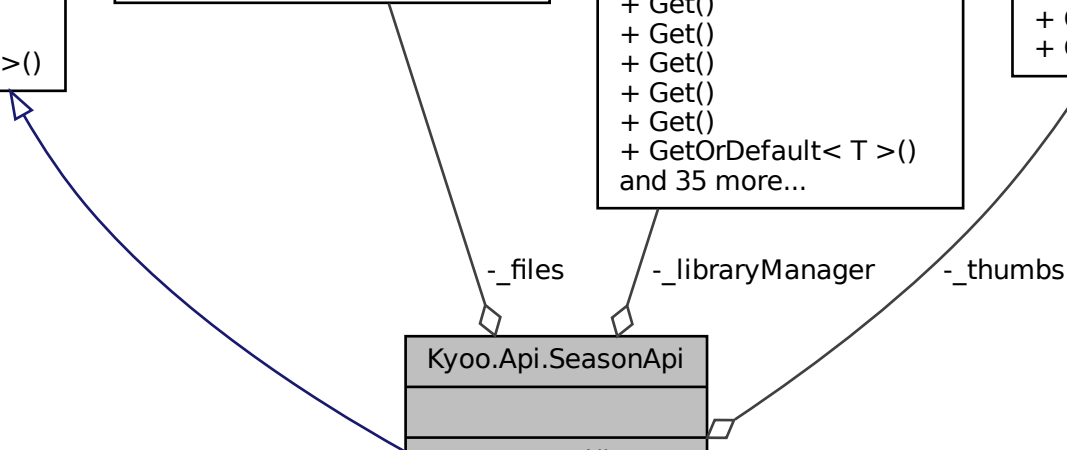 >()
+ Get()
+ Get()
+ Get()
+ Get()
+ Get()
+ GetOrDefault< T >()
and 35 more...
+
+
-_files
-_libraryManager
-_thumbs
Kyoo.Api.SeasonApi